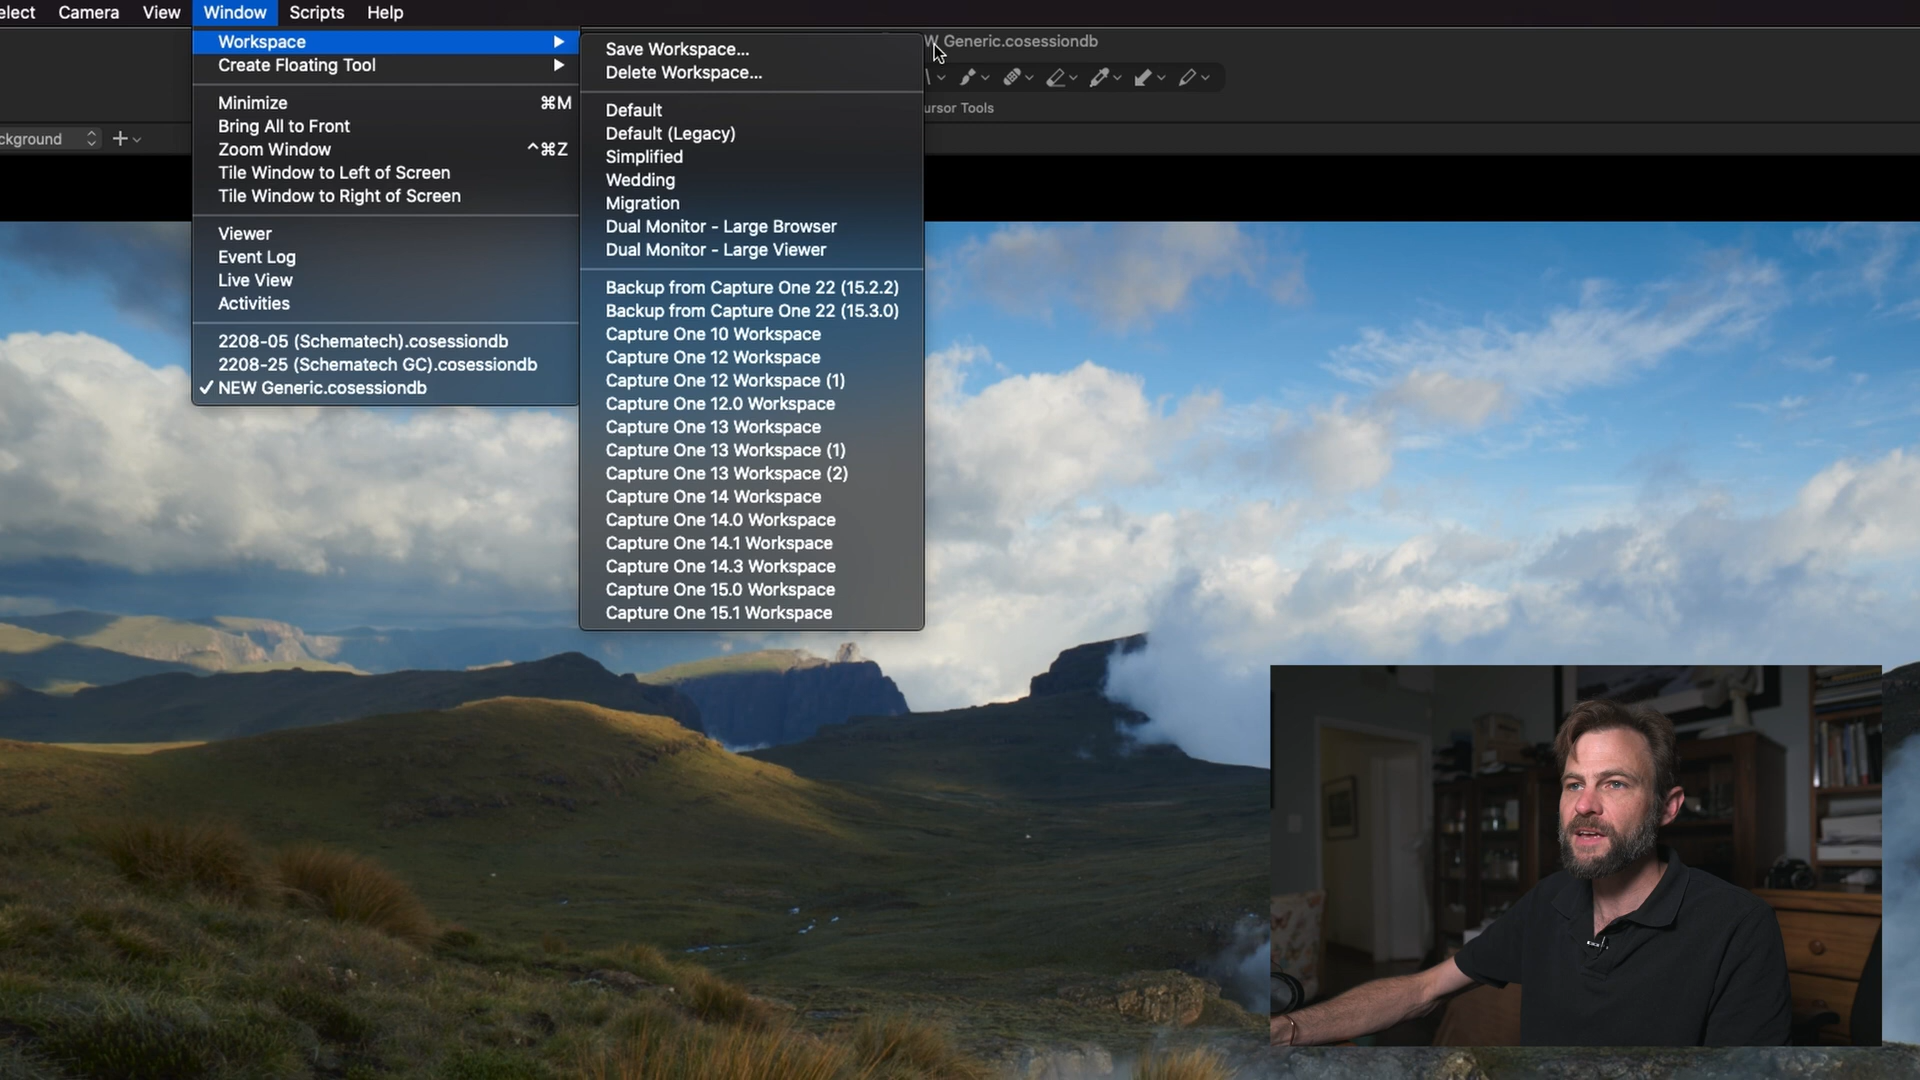 elect Camera View Window Scripts Help
Workspace
Create Floating Tool
Minimize ⌘M
Bring All to Front
Zoom Window ^⌘Z
Tile Window to Left of Screen
Tile Window to Right of Screen
Viewer
Event Log
Live View
Activities
2208-05 (Schematech).cosessiondb
2208-25 (Schematech GC).cosessiondb
✓ NEW Generic.cosessiondb
Save Workspace...
Delete Workspace...
Default
Default (Legacy)
Simplified
Wedding
Migration
Dual Monitor - Large Browser
Dual Monitor - Large Viewer
Backup from Capture One 22 (15.2.2)
Backup from Capture One 22 (15.3.0)
Capture One 10 Workspace
Capture One 12 Workspace
Capture One 12 Workspace (1)
Capture One 12.0 Workspace
Capture One 13 Workspace
Capture One 13 Workspace (1)
Capture One 13 Workspace (2)
Capture One 14 Workspace
Capture One 14.0 Workspace
Capture One 14.1 Workspace
Capture One 14.3 Workspace
Capture One 15.0 Workspace
Capture One 15.1 Workspace
W Generic.cosessiondb
ursor Tools
ckground